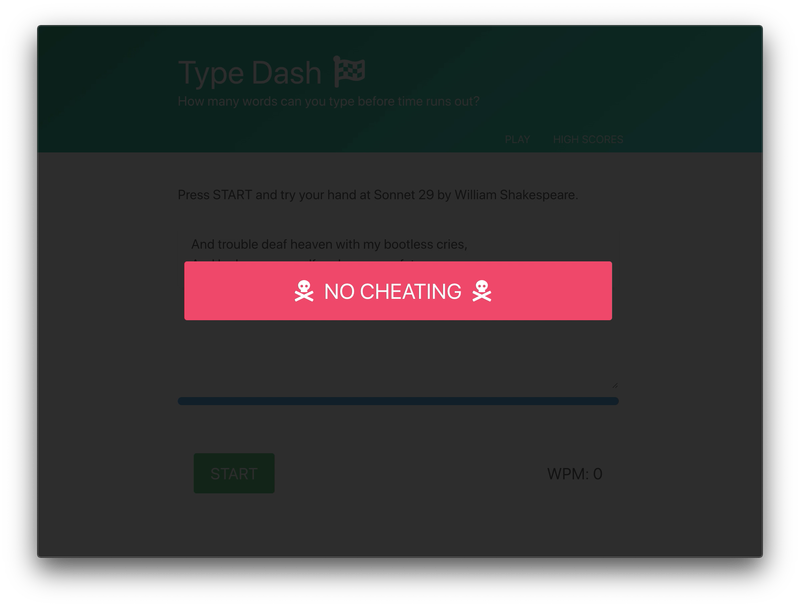 Type Dash
How many words can you type before time runs out?
PLAY HIGH SCORES
Press START and try your hand at Sonnet 29 by William Shakespeare.
And trouble deaf heaven with my bootless cries,
NO CHEATING
START WPM: 0